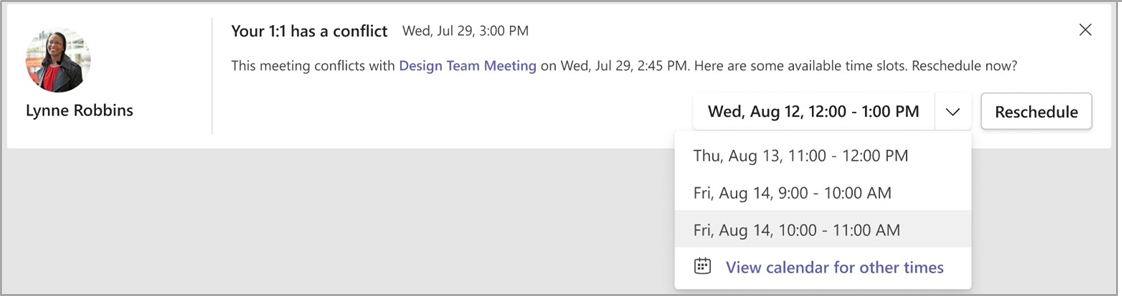 Your 1:1 has a conflict Wed, Jul 29, 3:00 PM
This meeting conflicts with Design Team Meeting on Wed, Jul 29, 2:45 PM. Here are some available time slots. Reschedule now?
Lynne Robbins
Wed, Aug 12, 12:00 - 1:00 PM Reschedule
Thu, Aug 13, 11:00 - 12:00 PM
Fri, Aug 14, 9:00 - 10:00 AM
Fri, Aug 14, 10:00 - 11:00 AM
View calendar for other times